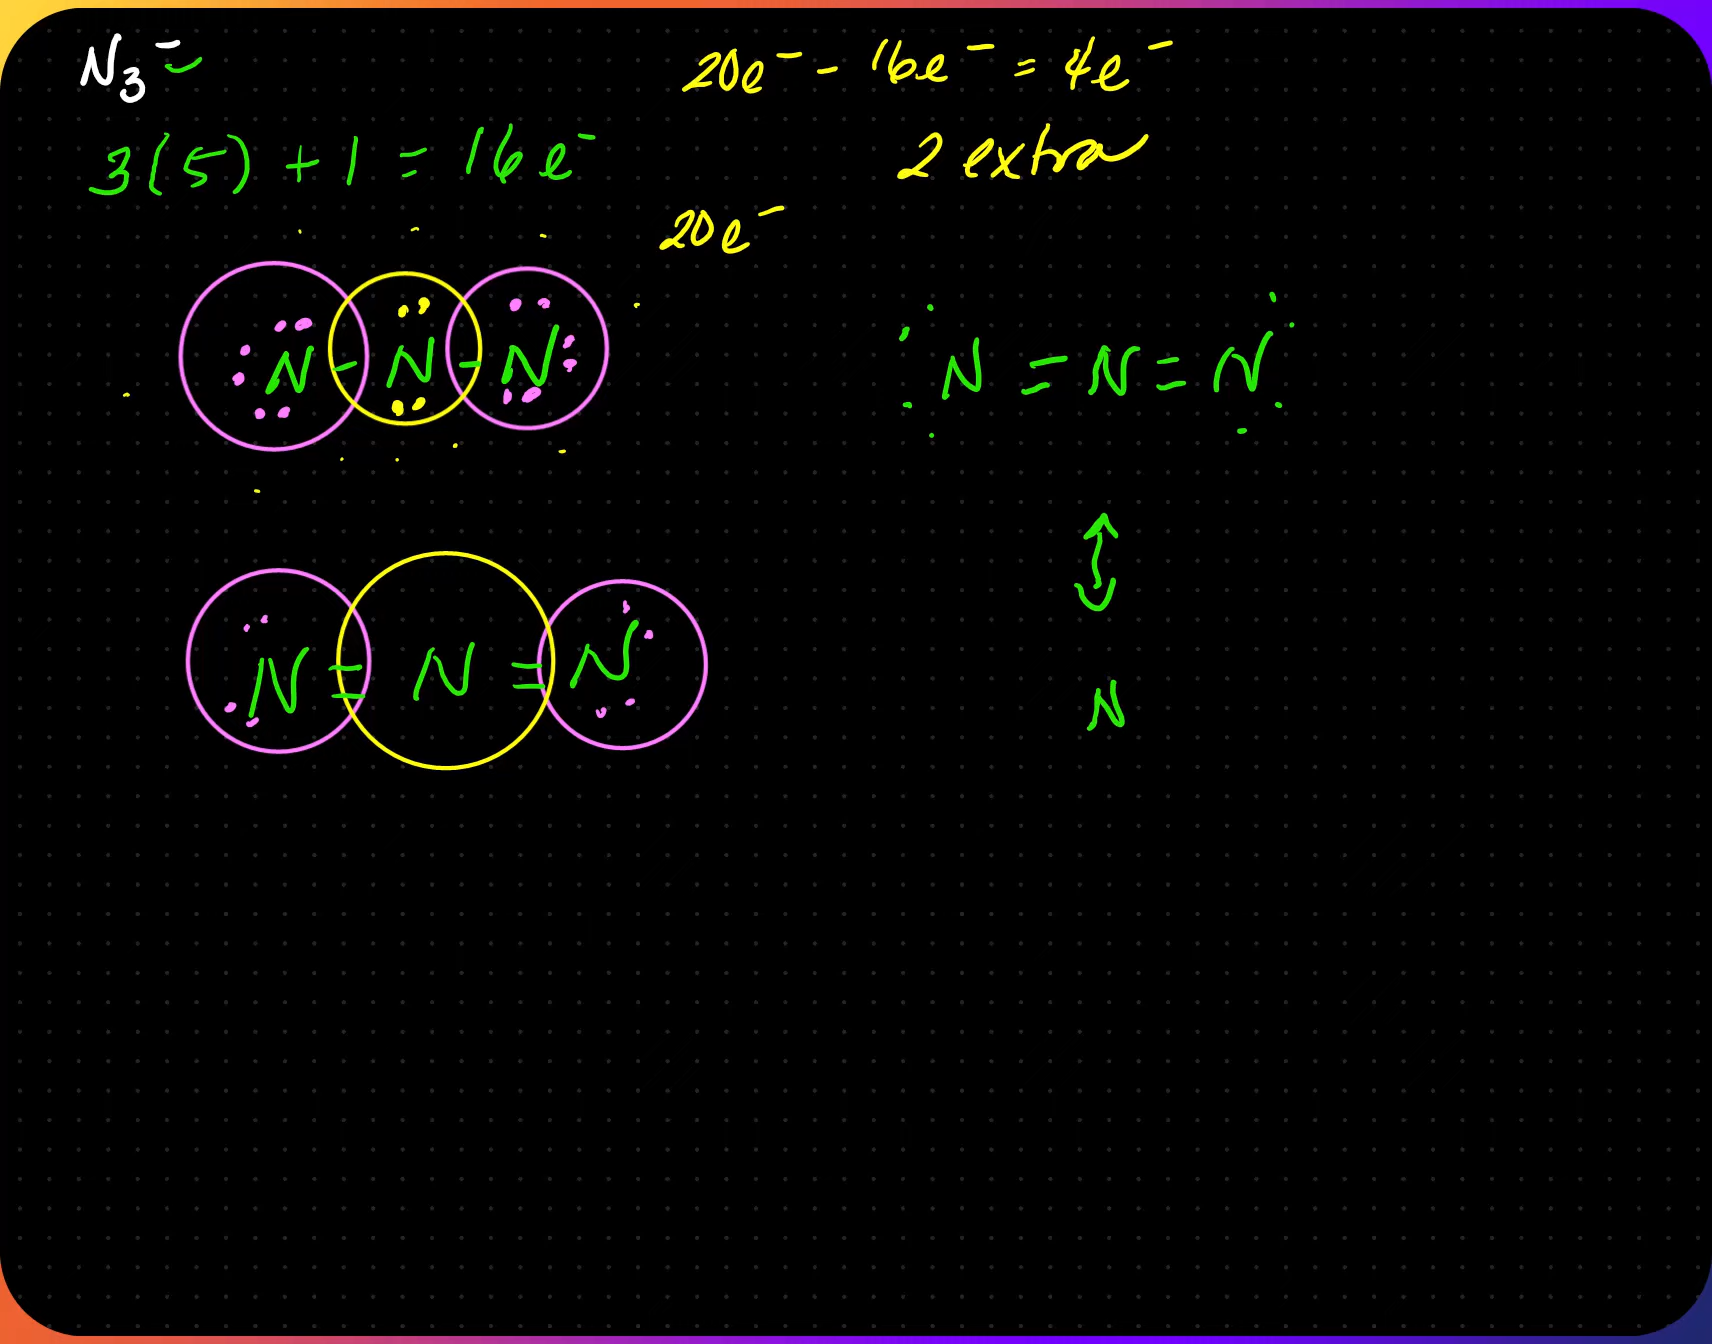 N₃⁻
20e⁻ - 16e⁻ = 4e⁻
3(5) + 1 = 16e⁻
2 extra
20e⁻
N - N - N
N = N = N
N = N = N
N